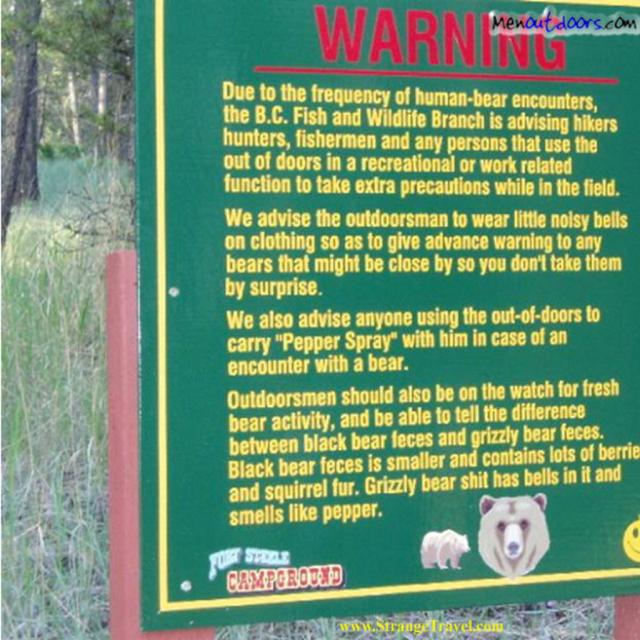 MenOutdoors.com
WARNING
Due to the frequency of human-bear encounters,
the B.C. Fish and Wildlife Branch is advising hikers
hunters, fishermen and any persons that use the
out of doors in a recreational or work related
function to take extra precautions while in the field.
We advise the outdoorsman to wear little noisy bells
on clothing so as to give advance warning to any
bears that might be close by so you don't take them
by surprise.
We also advise anyone using the out-of-doors to
carry "Pepper Spray" with him in case of an
encounter with a bear.
Outdoorsmen should also be on the watch for fresh
bear activity, and be able to tell the difference
between black bear feces and grizzly bear feces.
Black bear feces is smaller and contains lots of berrie
and squirrel fur. Grizzly bear shit has bells in it and
smells like pepper.
FORT STEELE
CAMPGROUND
www.StrangeTravel.com